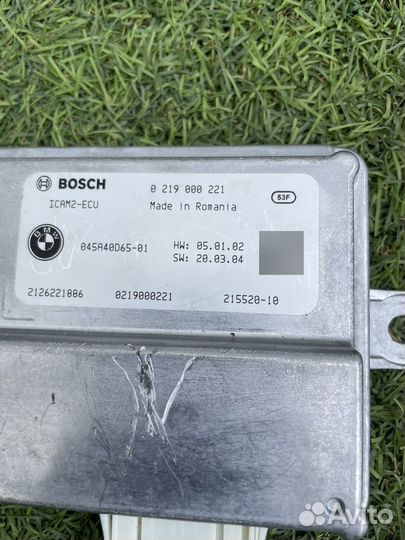 BOSCH 0 219 000 221
ICAM2-ECU Made in Romania 53F
BMW 045A40D65-01 HW: 05.01.02
SW: 20.03.04
2126221886 0219000221 215520-10
Avito